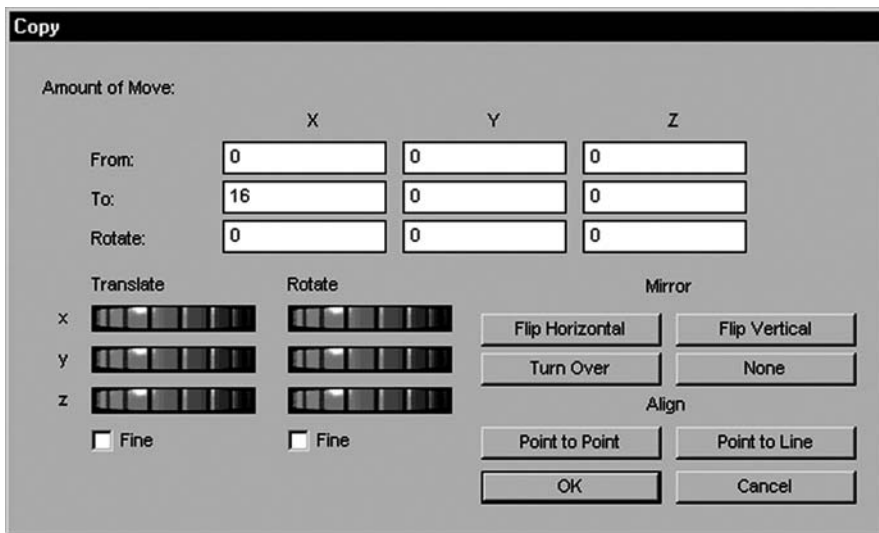 Copy
Amount of Move:
X Y Z
From: 0 0 0
To: 16 0 0
Rotate: 0 0 0
Translate Rotate Mirror
x Flip Horizontal Flip Vertical
y Turn Over None
z Align
Fine Fine Point to Point Point to Line
OK Cancel